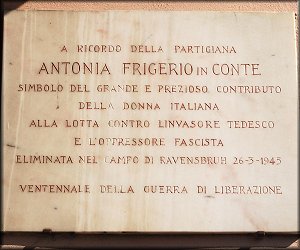 A RICORDO DELLA PARTIGIANA
ANTONIA FRIGERIO IN CONTE
SIMBOLO DEL GRANDE E PREZIOSO CONTRIBUTO
DELLA DONNA ITALIANA
ALLA LOTTA CONTRO L'INVASORE TEDESCO
E L'OPPRESSORE FASCISTA
ELIMINATA NEL CAMPO DI RAVENSBRUH 26-3-1945
VENTENNALE DELLA GUERRA DI LIBERAZIONE